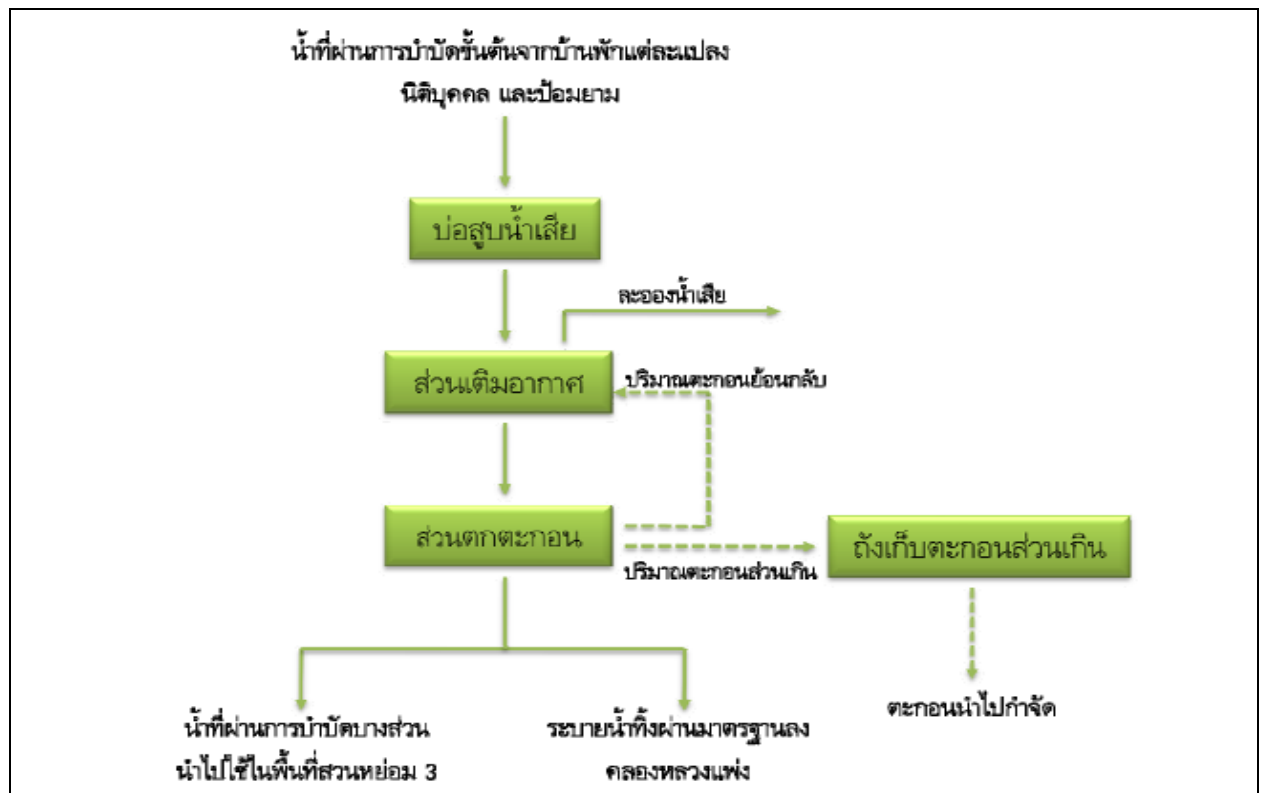 น้ำที่ผ่านการบำบัดขั้นต้นจากบ้านพักแต่ละแปลง
นิติบุคคล และป้อมยาม
บ่อสูบน้ำเสีย
ละอองน้ำเสีย
ส่วนเติมอากาศ
ปริมาณตะกอนย้อนกลับ
ส่วนตกตะกอน
ถังเก็บตะกอนส่วนเกิน
ปริมาณตะกอนส่วนเกิน
ตะกอนนำไปกำจัด
น้ำที่ผ่านการบำบัดบางส่วน
นำไปใช้ในพื้นที่สวนหย่อม 3
ระบายน้ำทิ้งผ่านมาตรฐานลง
คลองหลวงแพ่ง